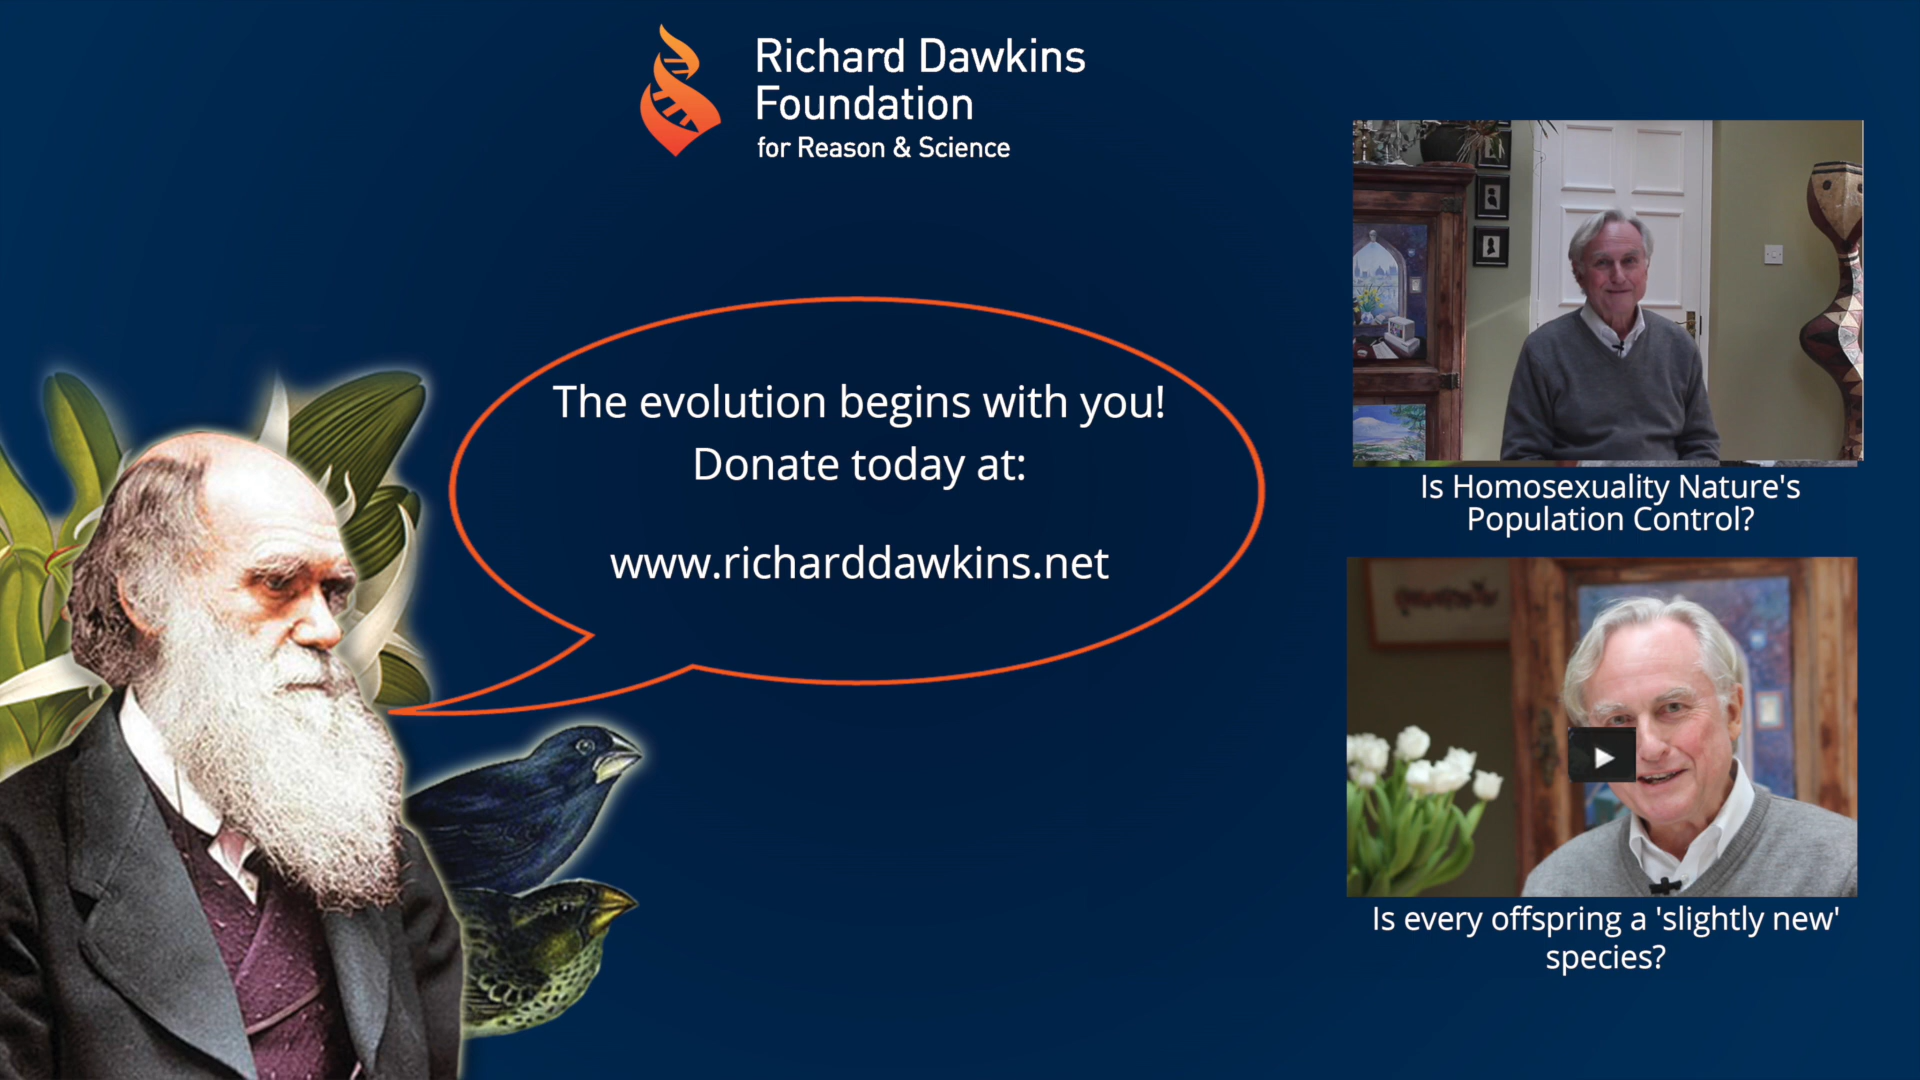 Richard Dawkins
Foundation
for Reason & Science
The evolution begins with you!
Donate today at:
www.richarddawkins.net
Is Homosexuality Nature's
Population Control?
Is every offspring a 'slightly new'
species?